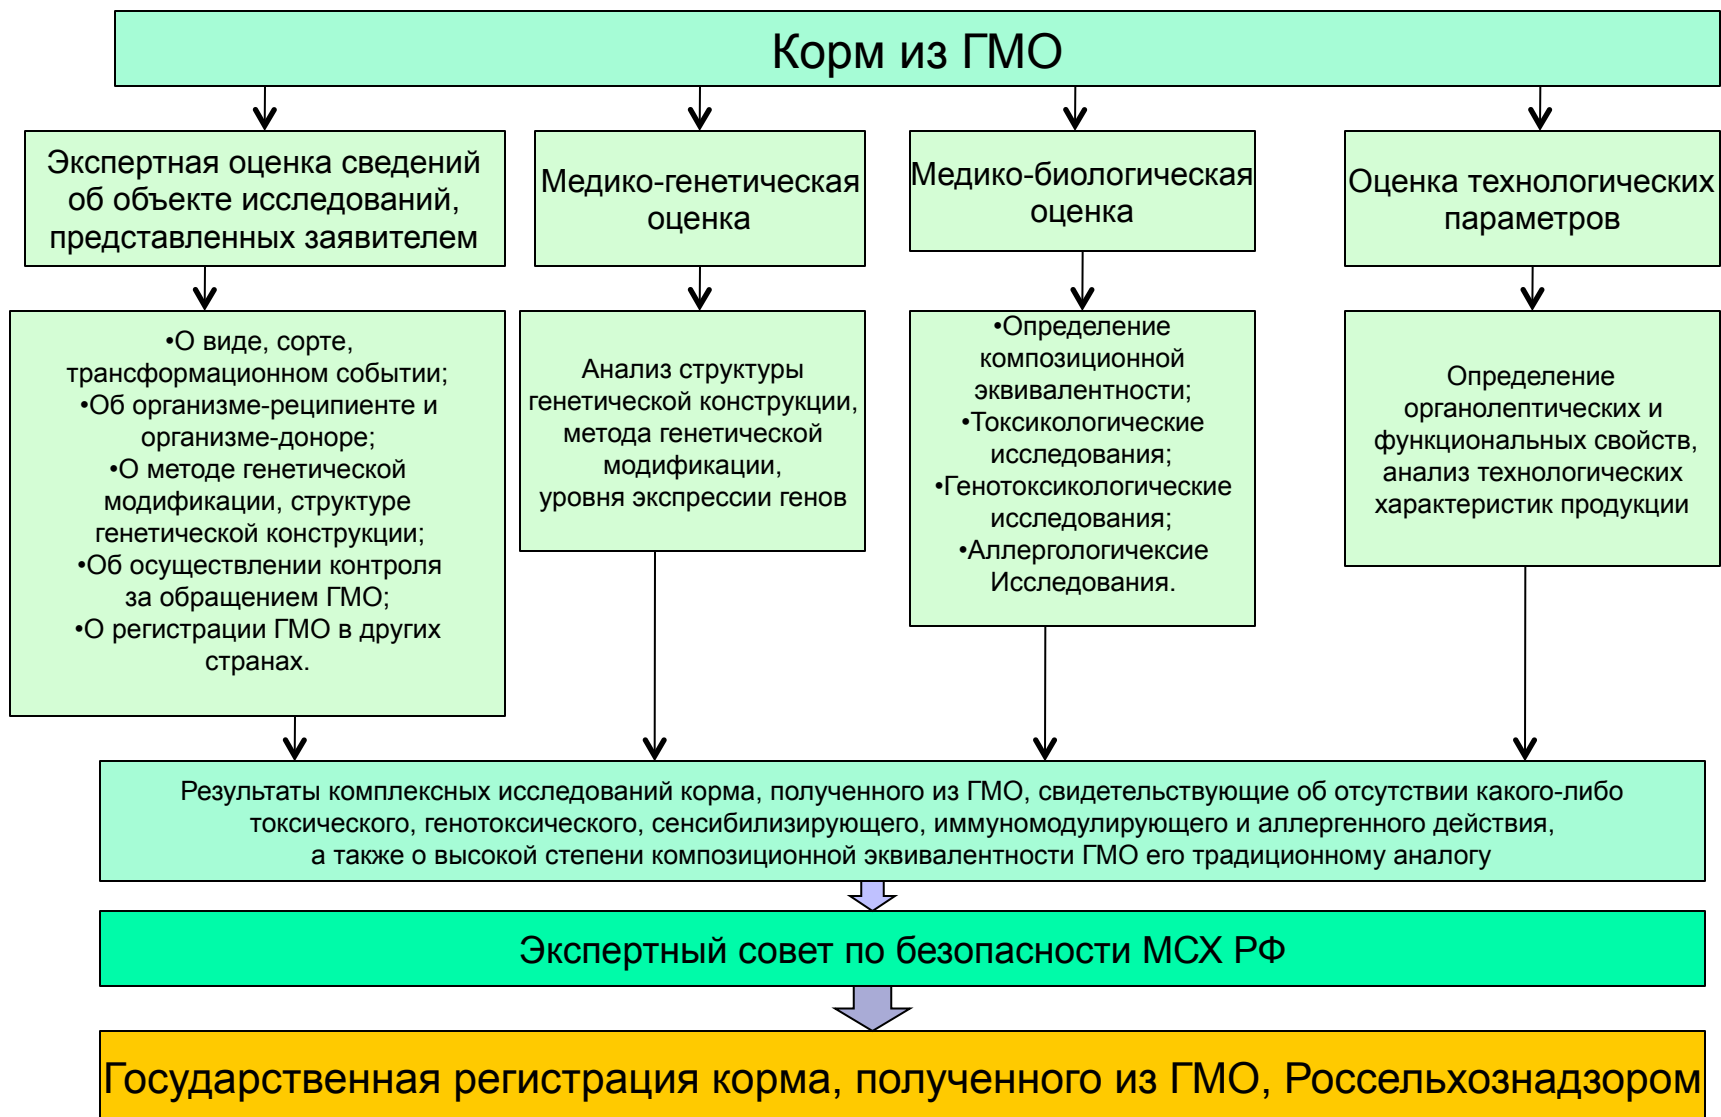 Корм из ГМО
Экспертная оценка сведений
об объекте исследований,
представленных заявителем
Медико-генетическая
оценка
Медико-биологическая
оценка
Оценка технологических
параметров
•О виде, сорте,
трансформационном событии;
•Об организме-реципиенте и
организме-доноре;
•О методе генетической
модификации, структуре
генетической конструкции;
•Об осуществлении контроля
за обращением ГМО;
•О регистрации ГМО в других
странах.
Анализ структуры
генетической конструкции,
метода генетической
модификации,
уровня экспрессии генов
•Определение
композиционной
эквивалентности;
•Токсикологические
исследования;
•Генотоксикологические
исследования;
•Аллергологичексие
Исследования.
Определение
органолептических и
функциональных свойств,
анализ технологических
характеристик продукции
Результаты комплексных исследований корма, полученного из ГМО, свидетельствующие об отсутствии какого-либо
токсического, генотоксического, сенсибилизирующего, иммуномодулирующего и аллергенного действия,
а также о высокой степени композиционной эквивалентности ГМО его традиционному аналогу
Экспертный совет по безопасности МСХ РФ
Государственная регистрация корма, полученного из ГМО, Россельхознадзором